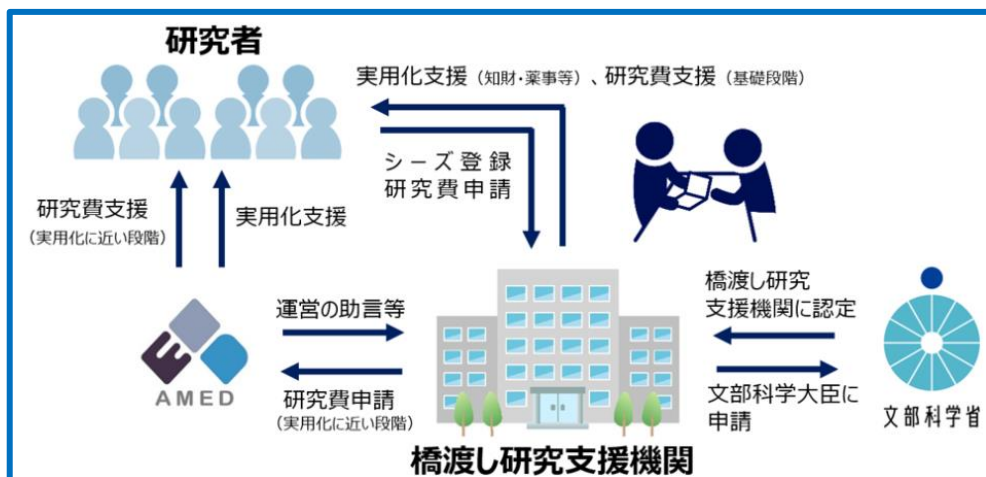 研究者
実用化支援（知財・薬事等）、研究費支援（基礎段階）
シーズ登録
研究費申請
研究費支援
（実用化に近い段階）
実用化支援
運営の助言等
研究費申請
（実用化に近い段階）
AMED
橋渡し研究
支援機関に認定
文部科学大臣に
申請
文部科学省
橋渡し研究支援機関